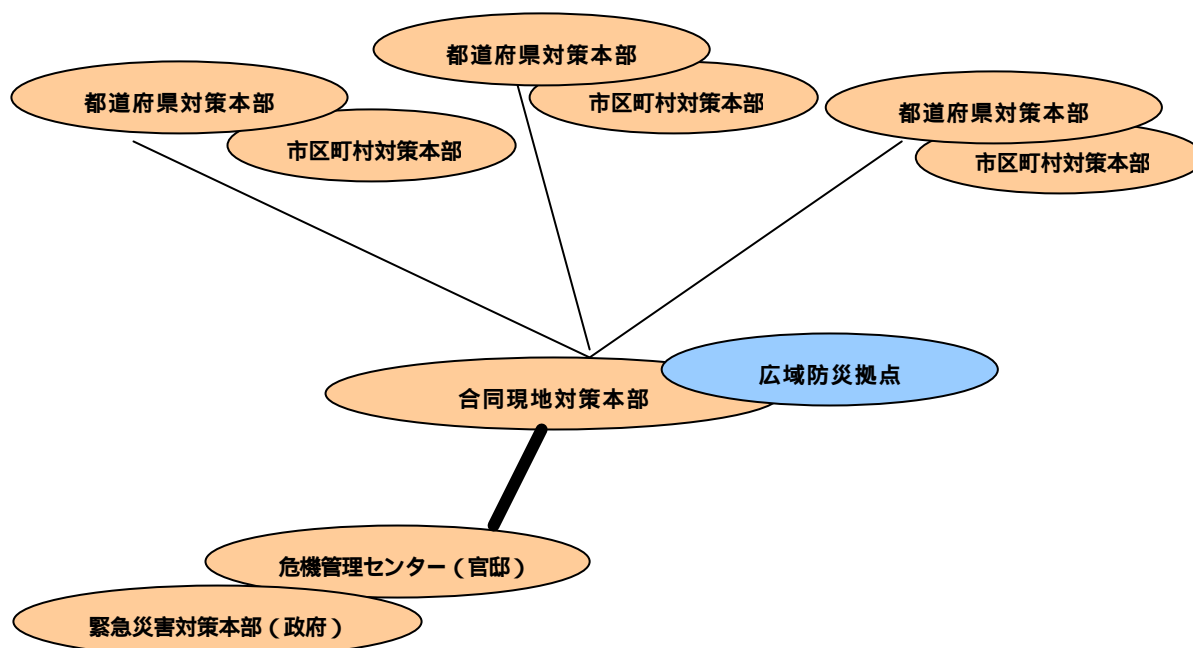 都道府県対策本部
都道府県対策本部
市区町村対策本部
都道府県対策本部
市区町村対策本部
市区町村対策本部
広域防災拠点
合同現地対策本部
危機管理センター（官邸）
緊急災害対策本部（政府）